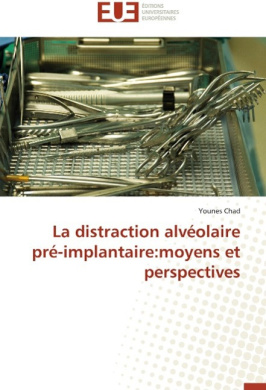 EUE
ÉDITIONS
UNIVERSITAIRES
EUROPÉENNES
Younes Chad
La distraction alvéolaire
pré-implantaire:moyens et
perspectives